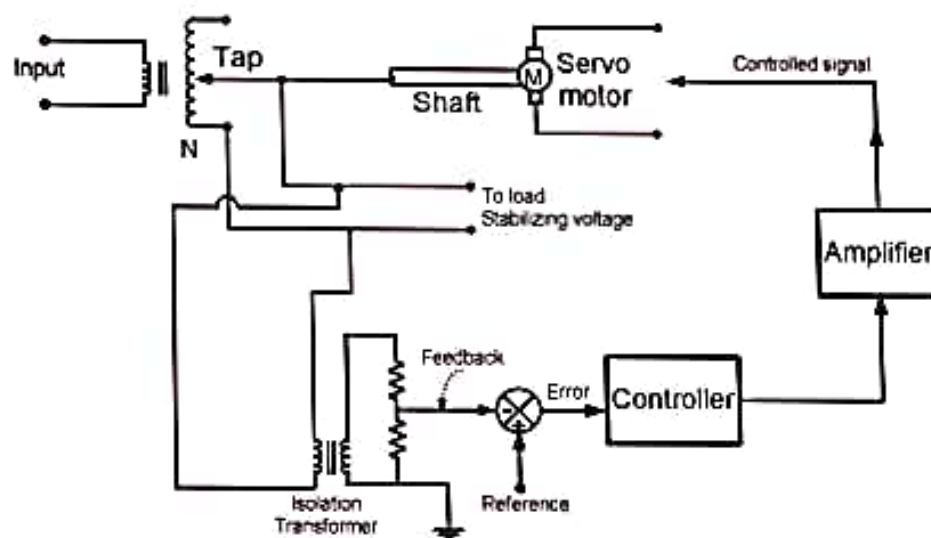 Input
Tap
N
Shaft
M
Servo
motor
Controlled signal
To load
Stabilizing voltage
Amplifier
Feedback
Error
Controller
Isolation
Transformer
Reference